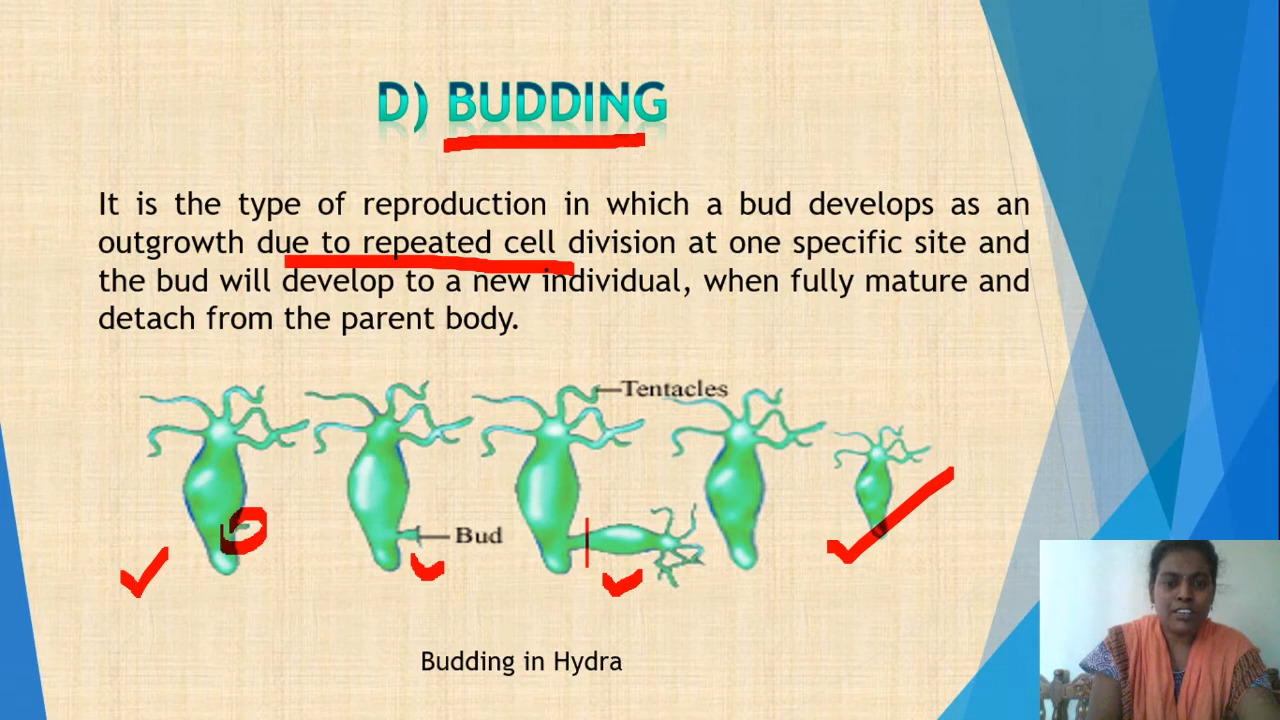 D) BUDDING
It is the type of reproduction in which a bud develops as an
outgrowth due to repeated cell division at one specific site and
the bud will develop to a new individual, when fully mature and
detach from the parent body.
Tentacles
Bud
Budding in Hydra